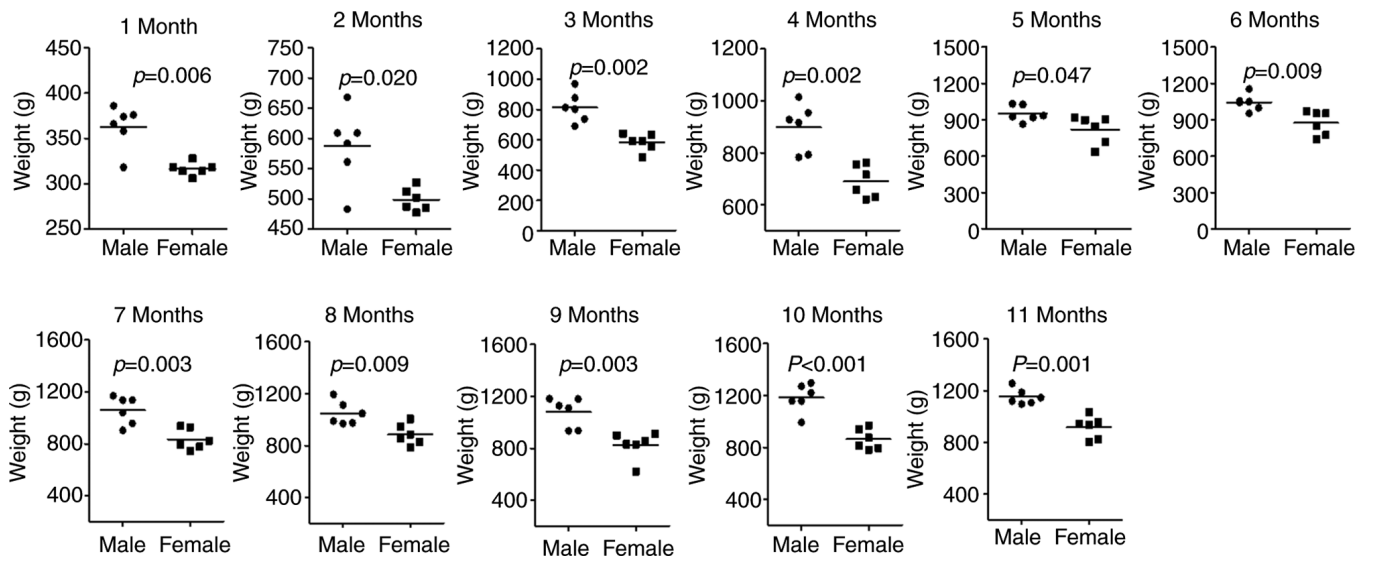 1 Month
2 Months
3 Months
4 Months
5 Months
6 Months
Weight (g)
450
400
350
300
250
p=0.006
Male Female
Weight (g)
750
700
650
600
550
500
450
p=0.020
Male Female
Weight (g)
1200
1000
800
600
400
200
0
p=0.002
Male Female
Weight (g)
1200
1000
800
600
p=0.002
Male Female
Weight (g)
1500
1200
900
600
300
0
p=0.047
Male Female
Weight (g)
1500
1200
900
600
300
0
p=0.009
Male Female
7 Months
8 Months
9 Months
10 Months
11 Months
Weight (g)
1600
1200
800
400
p=0.003
Male Female
Weight (g)
1600
1200
800
400
p=0.009
Male Female
Weight (g)
1600
1200
800
400
p=0.003
Male Female
Weight (g)
1600
1200
800
400
P<0.001
Male Female
Weight (g)
1600
1200
800
400
P=0.001
Male Female